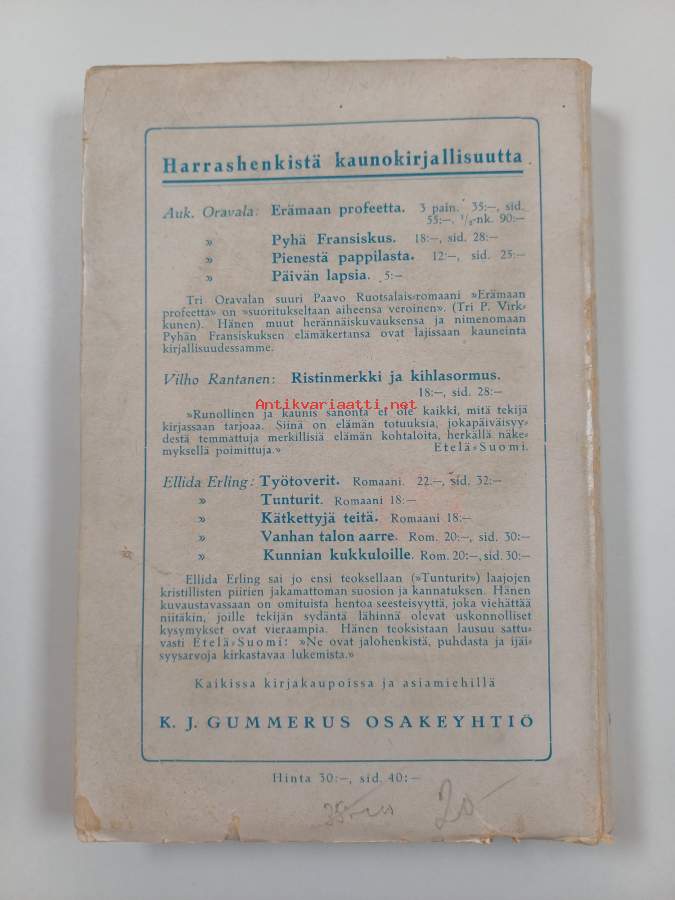 Harrashenkistä kaunokirjallisuutta
Auk. Oravala: Erämaan profeetta. 3 pain. 35:—, sid.
55:—, ½-nk. 90:—
» Pyhä Fransiskus. 18:—, sid. 28:—
» Pienestä pappilasta. 12:—, sid. 25:—
» Päivän lapsia. 5:—
Tri Oravalan suuri Paavo Ruotsalais-romaani »Erämaan
profeetta» on »suoritukseltaan aiheensa veroinen». (Tri P. Virk-
kunen). Hänen muut herännäiskuvauksensa ja nimenomaan
Pyhän Fransiskuksen elämäkertansa ovat lajissaan kauneinta
kirjallisuudessamme.
Vilho Rantanen: Ristinmerkki ja kihlasormus.
18:—, sid. 28:—
Antikvariaatti.net
»Runollinen ja kaunis sanonta ei ole kaikki, mitä tekijä
kirjassaan tarjoaa. Siinä on elämän totuuksia, jokapäiväisyy-
destä temmattuja merkillisiä elämän kohtaloita, herkällä näke-
myksellä poimittuja.» Etelä-Suomi.
Ellida Erling: Työtoverit. Romaani. 22.—, sid. 32:—
» Tunturit. Romaani 18:—
» Kätkettyjä teitä. Romaani 18:—
» Vanhan talon aarre. Rom. 20:—, sid. 30:—
» Kunnian kukkuloille. Rom. 20:—, sid. 30:—
Ellida Erling sai jo ensi teoksellaan (»Tunturit») laajojen
kristillisten piirien jakamattoman suosion ja kannatuksen. Hänen
kuvaustavassaan on omituista hentoa seesteisyyttä, joka viehättää
niitäkin, joille tekijän sydäntä lähinnä olevat uskonnolliset
kysymykset ovat vieraampia. Hänen teoksistaan lausuu sattu-
vasti Etelä-Suomi: »Ne ovat jalohenkistä, puhdasta ja ijäi-
syysarvoja kirkastavaa lukemista.»
Kaikissa kirjakaupoissa ja asiamiehillä
K. J. GUMMERUS OSAKEYHTIÖ
Hinta 30:—, sid. 40:—
20—